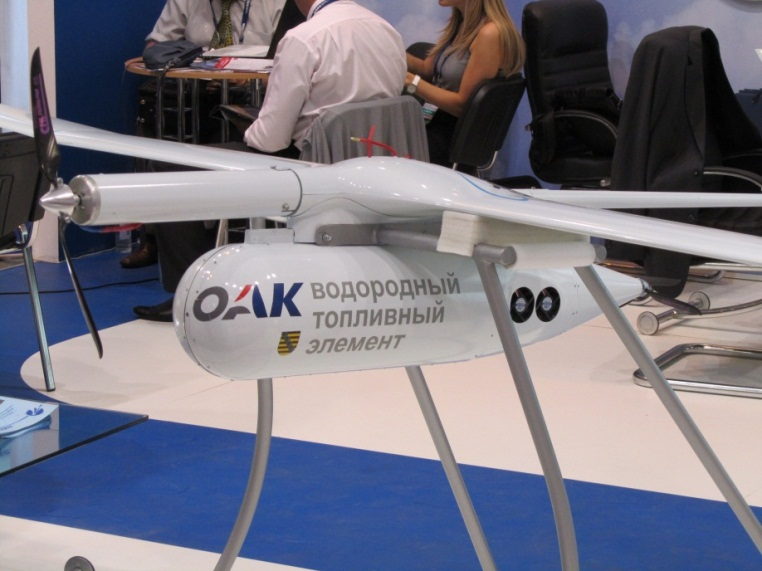 ОАК водородный
топливный
элемент